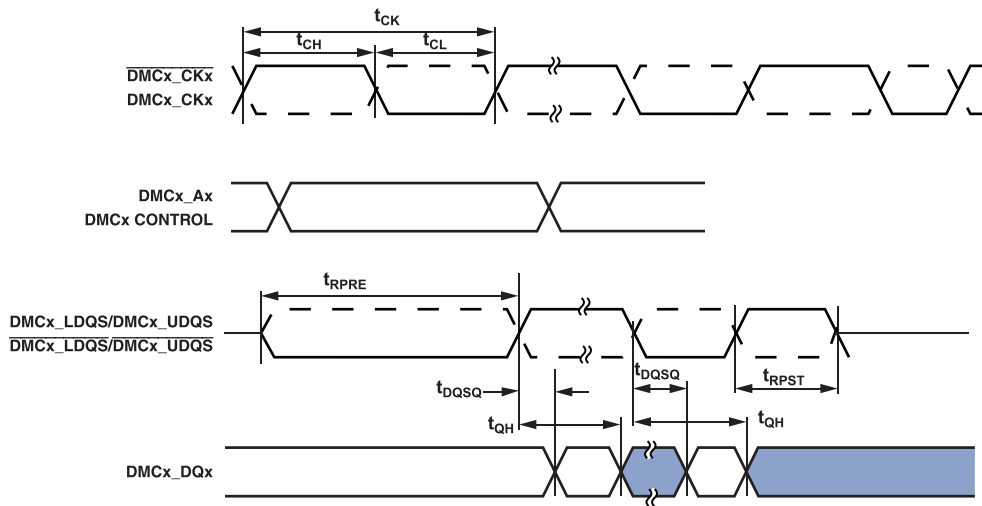 tCK
tCH
tCL
DMCx_CKx
DMCx_CKx
DMCx_Ax
DMCx CONTROL
tRPRE
DMCx_LDQS/DMCx_UDQS
DMCx_LDQS/DMCx_UDQS
tDQSQ
tDQSQ
tRPST
tQH
tQH
DMCx_DQx